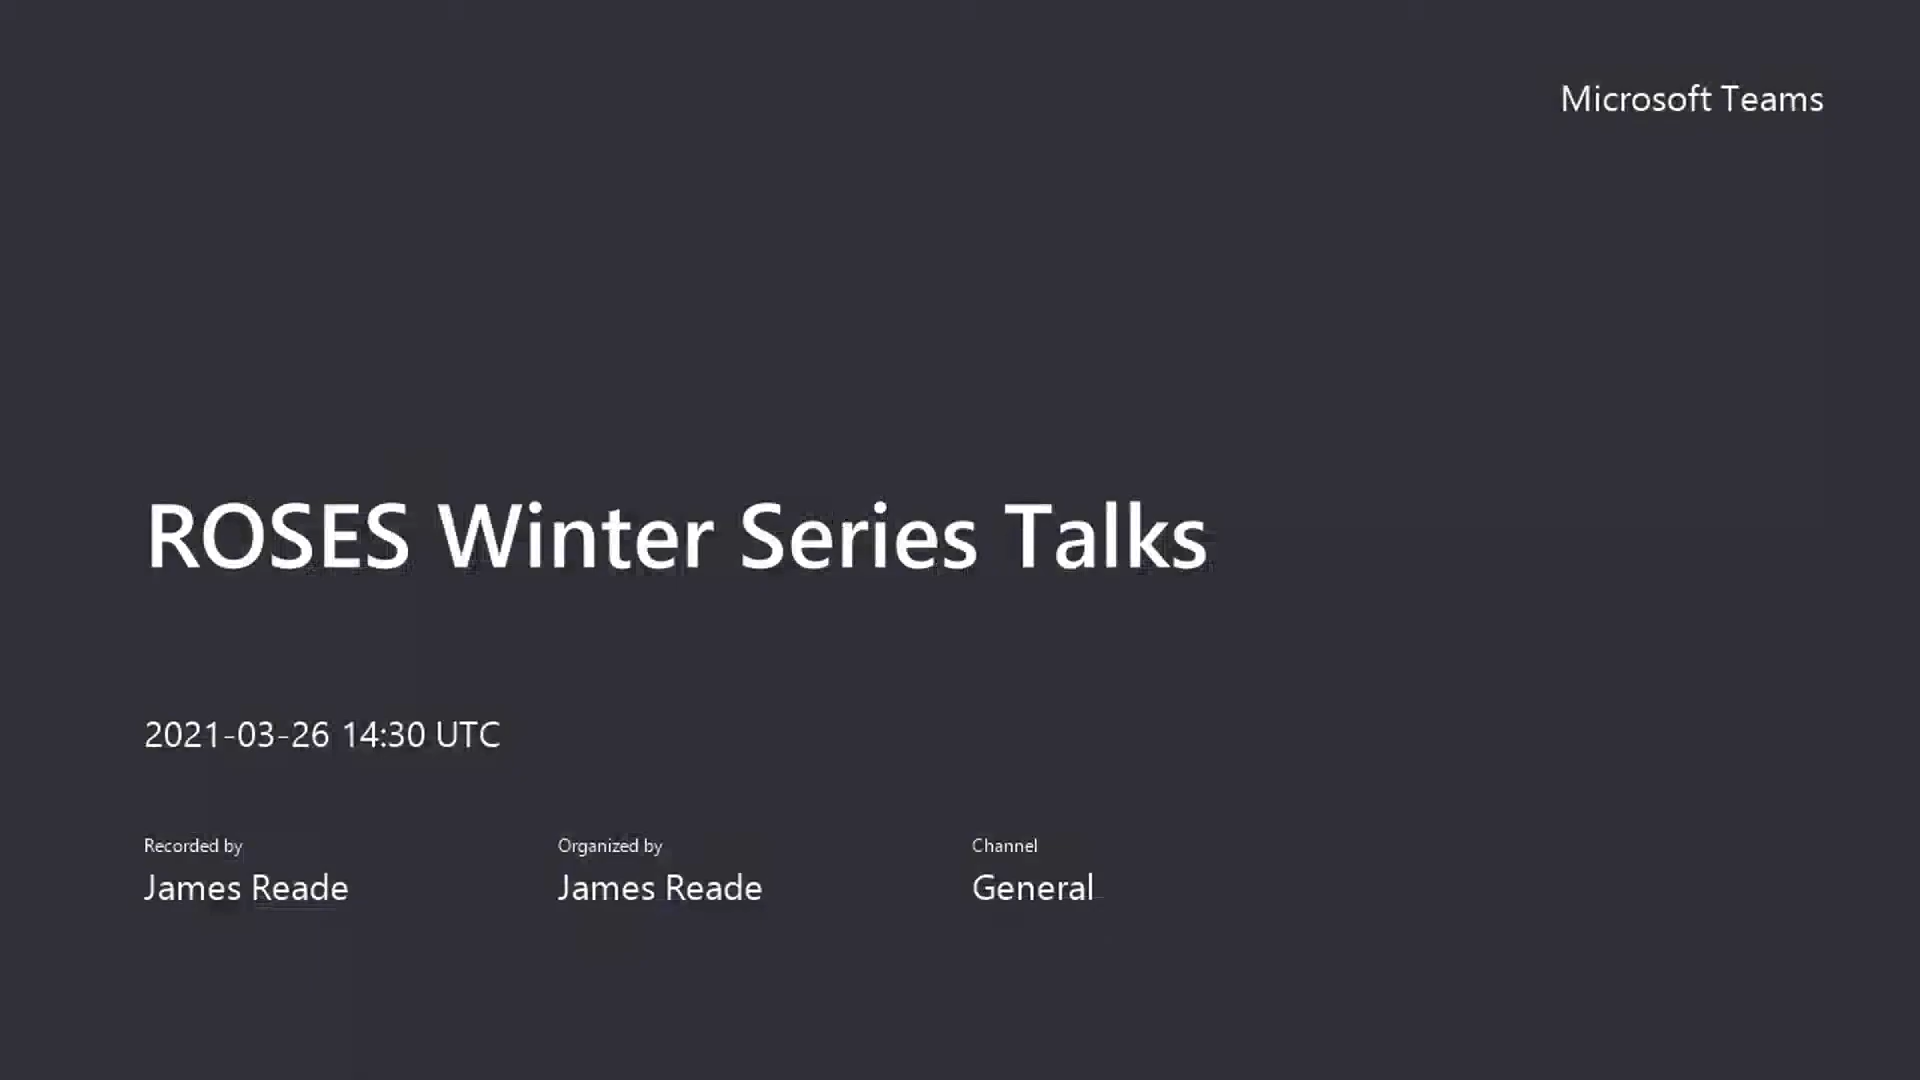 Microsoft Teams
ROSES Winter Series Talks
2021-03-26 14:30 UTC
Recorded by
James Reade
Organized by
James Reade
Channel
General